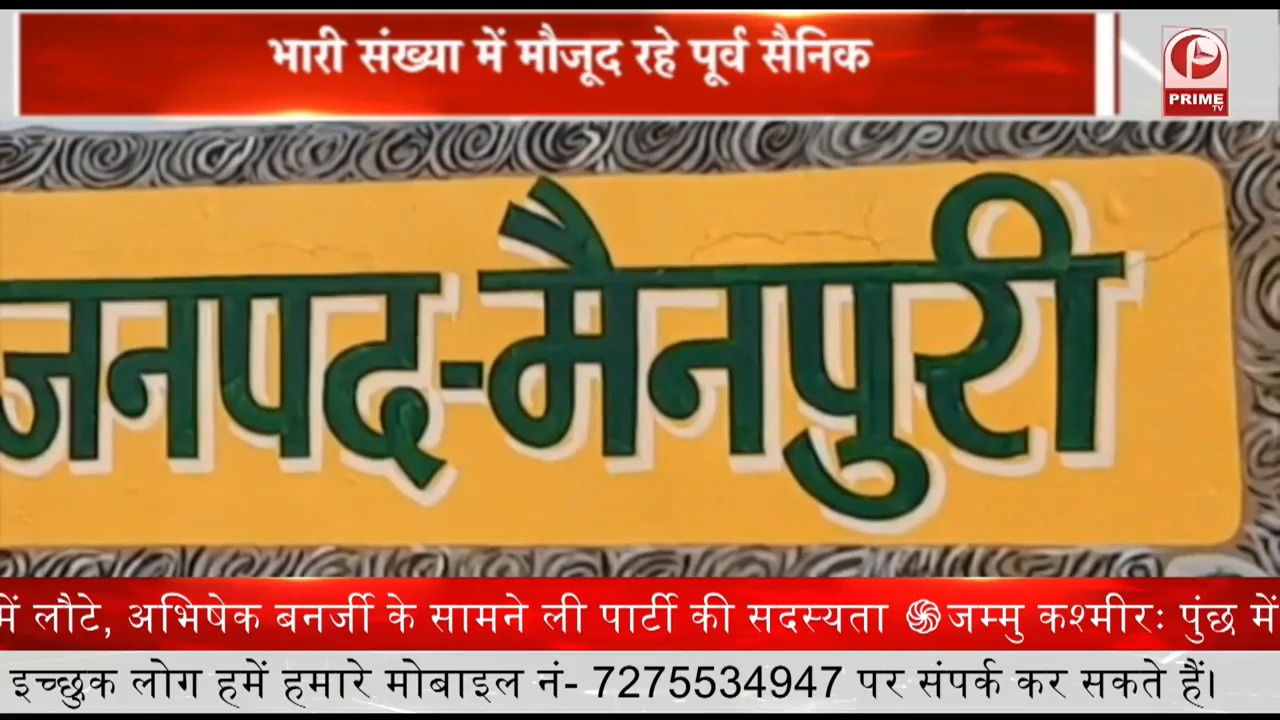 भारी संख्या में मौजूद रहे पूर्व सैनिक
PRIME
TV
जनपद-मैनपुरी
में लौटे, अभिषेक बनर्जी के सामने ली पार्टी की सदस्यता ֍जम्मु कश्मीरः पुंछ में
इच्छुक लोग हमें हमारे मोबाइल नं- 7275534947 पर संपर्क कर सकते हैं।